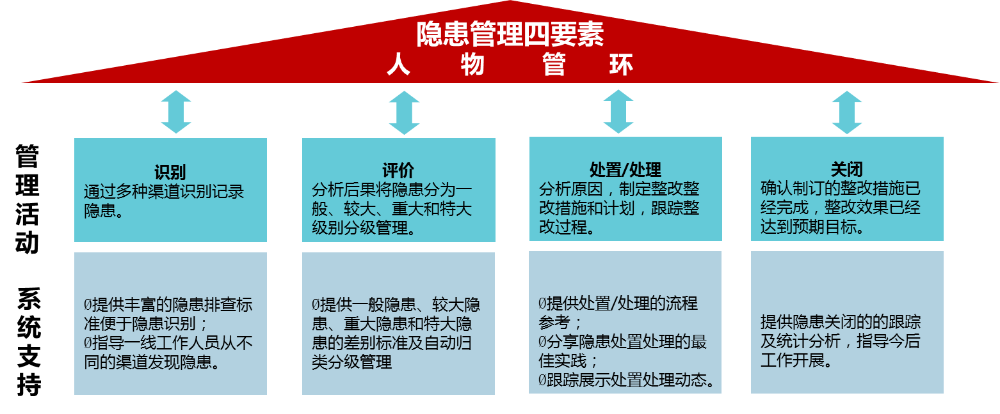 隐患管理四要素
人 物 管 环
管理活动
识别
通过多种渠道识别记录
隐患。
评价
分析后果将隐患分为一
般、较大、重大和特大
级别分级管理。
处置/处理
分析原因，制定整改整
改措施和计划，跟踪整
改过程。
关闭
确认制订的整改措施已
经完成，整改效果已经
达到预期目标。
系统支持
Ø提供丰富的隐患排查标
准便于隐患识别；
Ø指导一线工作人员从不
同的渠道发现隐患。
Ø提供一般隐患、较大隐
患、重大隐患和特大隐
患的差别标准及自动归
类分级管理
Ø提供处置/处理的流程
参考；
Ø分享隐患处置处理的最
佳实践；
Ø跟踪展示处置处理动态。
提供隐患关闭的的跟踪
及统计分析，指导今后
工作开展。